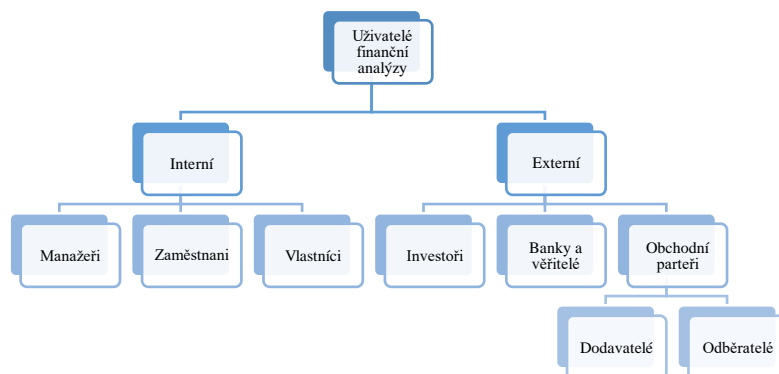 Uživatelé
finanční
analýzy
Interní
Externí
Manažeři
Zaměstnani
Vlastníci
Investoři
Banky a
věřitelé
Obchodní
parteři
Dodavatelé
Odběratelé